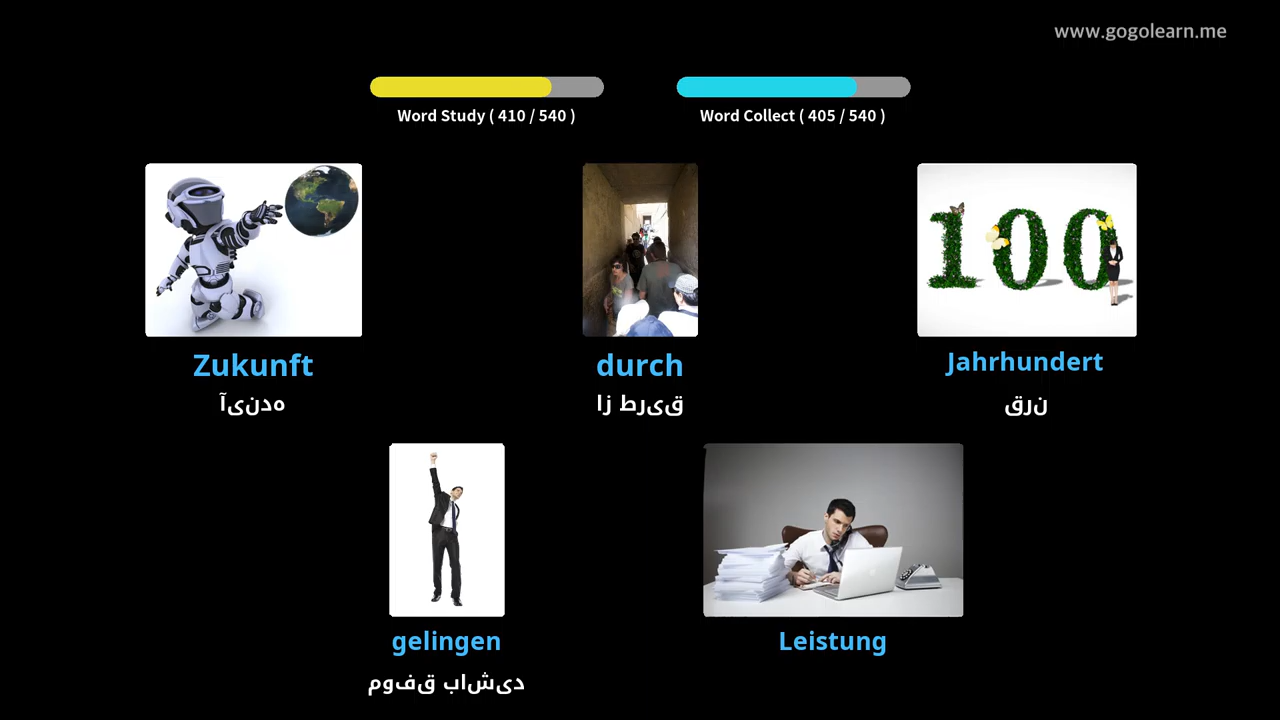 www.gogolearn.me
Word Study ( 410 / 540 )
Word Collect ( 405 / 540 )
Zukunft
آینده
durch
از طریق
Jahrhundert
قرن
gelingen
موفق باشید
Leistung